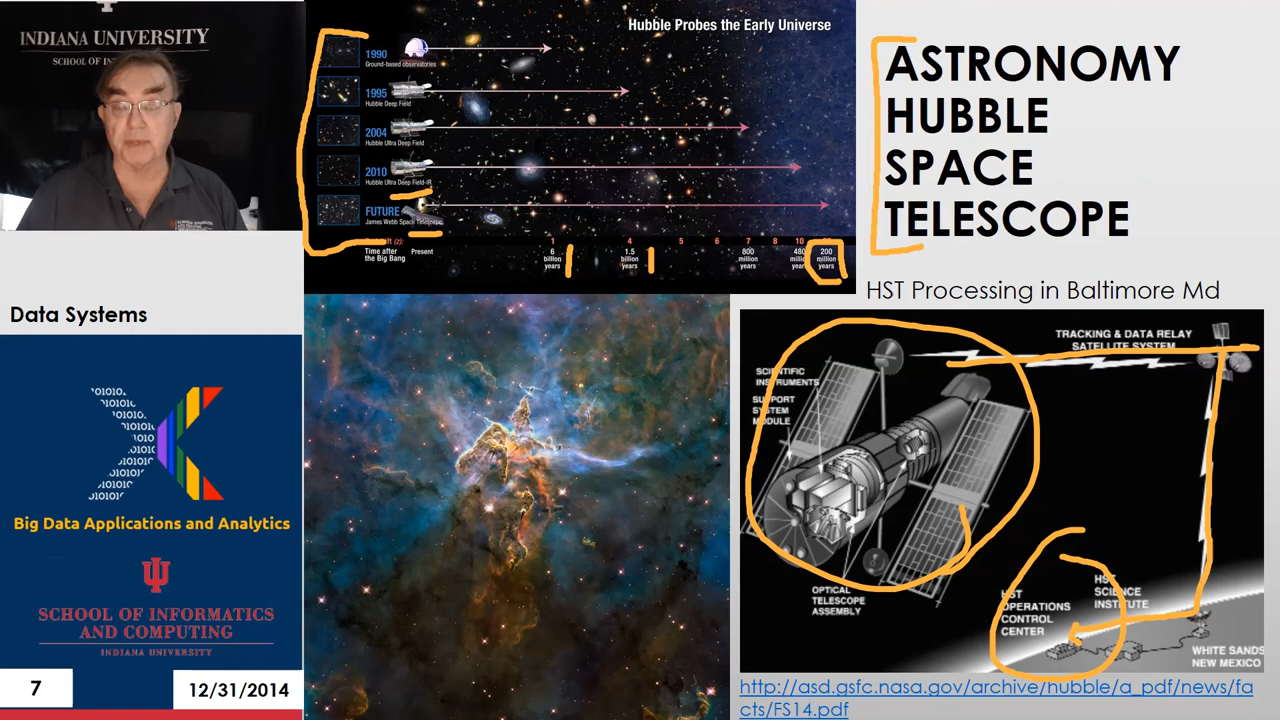 INDIANA UNIVERSITY
SCHOOL OF IN
Hubble Probes the Early Universe
1990
Ground-based observatories
1995
Hubble Deep Field
2004
Hubble Ultra Deep Field
2010
Hubble Ultra Deep Field-IR
FUTURE
James Webb Space Telescope
(z): 1 4 5 6 7 8 10
Time after the Big Bang
Present
6 billion years
1.5 billion years
800 million years
480 million years
200 million years
ASTRONOMY
HUBBLE
SPACE
TELESCOPE
HST Processing in Baltimore Md
Data Systems
Big Data Applications and Analytics
SCHOOL OF INFORMATICS
AND COMPUTING
INDIANA UNIVERSITY
7
12/31/2014
TRACKING & DATA RELAY
SATELLITE SYSTEM
SCIENTIFIC
INSTRUMENTS
SUPPORT
SYSTEM
MODULE
OPTICAL
TELESCOPE
ASSEMBLY
HST
OPERATIONS
CONTROL
CENTER
HST
SCIENCE
INSTITUTE
WHITE SANDS
NEW MEXICO
http://asd.gsfc.nasa.gov/archive/hubble/a_pdf/news/fa
cts/FS14.pdf